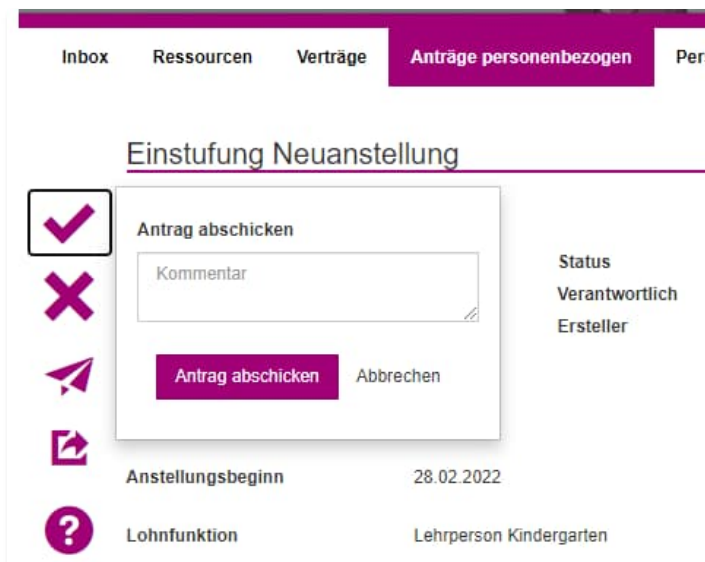 Inbox Ressourcen Verträge Anträge personenbezogen
Einstufung Neuanstellung
Antrag abschicken
Kommentar
Status
Verantwortlich
Ersteller
Antrag abschicken Abbrechen
Anstellungsbeginn 28.02.2022
? Lohnfunktion Lehrperson Kindergarten